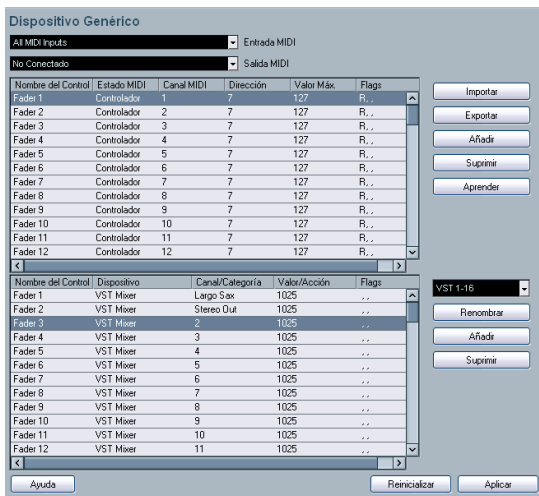 Dispositivo Genérico
All MIDI Inputs Entrada MIDI
No Conectado Salida MIDI
Nombre del Control Estado MIDI Canal MIDI Dirección Valor Máx. Flags
Fader 1 Controlador 1 7 127 R, ,
Fader 2 Controlador 2 7 127 R, ,
Fader 3 Controlador 3 7 127 R, ,
Fader 4 Controlador 4 7 127 R, ,
Fader 5 Controlador 5 7 127 R, ,
Fader 6 Controlador 6 7 127 R, ,
Fader 7 Controlador 7 7 127 R, ,
Fader 8 Controlador 8 7 127 R, ,
Fader 9 Controlador 9 7 127 R, ,
Fader 10 Controlador 10 7 127 R, ,
Fader 11 Controlador 11 7 127 R, ,
Fader 12 Controlador 12 7 127 R, ,
Importar
Exportar
Añadir
Suprimir
Aprender
Nombre del Control Dispositivo Canal/Categoría Valor/Acción Flags
Fader 1 VST Mixer Largo Sax 1025 , ,
Fader 2 VST Mixer Stereo Out 1025 , ,
Fader 3 VST Mixer 2 1025 , ,
Fader 4 VST Mixer 3 1025 , ,
Fader 5 VST Mixer 4 1025 , ,
Fader 6 VST Mixer 5 1025 , ,
Fader 7 VST Mixer 6 1025 , ,
Fader 8 VST Mixer 7 1025 , ,
Fader 9 VST Mixer 8 1025 , ,
Fader 10 VST Mixer 9 1025 , ,
Fader 11 VST Mixer 10 1025 , ,
Fader 12 VST Mixer 11 1025 , ,
VST 1-16
Renombrar
Añadir
Suprimir
Ayuda Reinicializar Aplicar